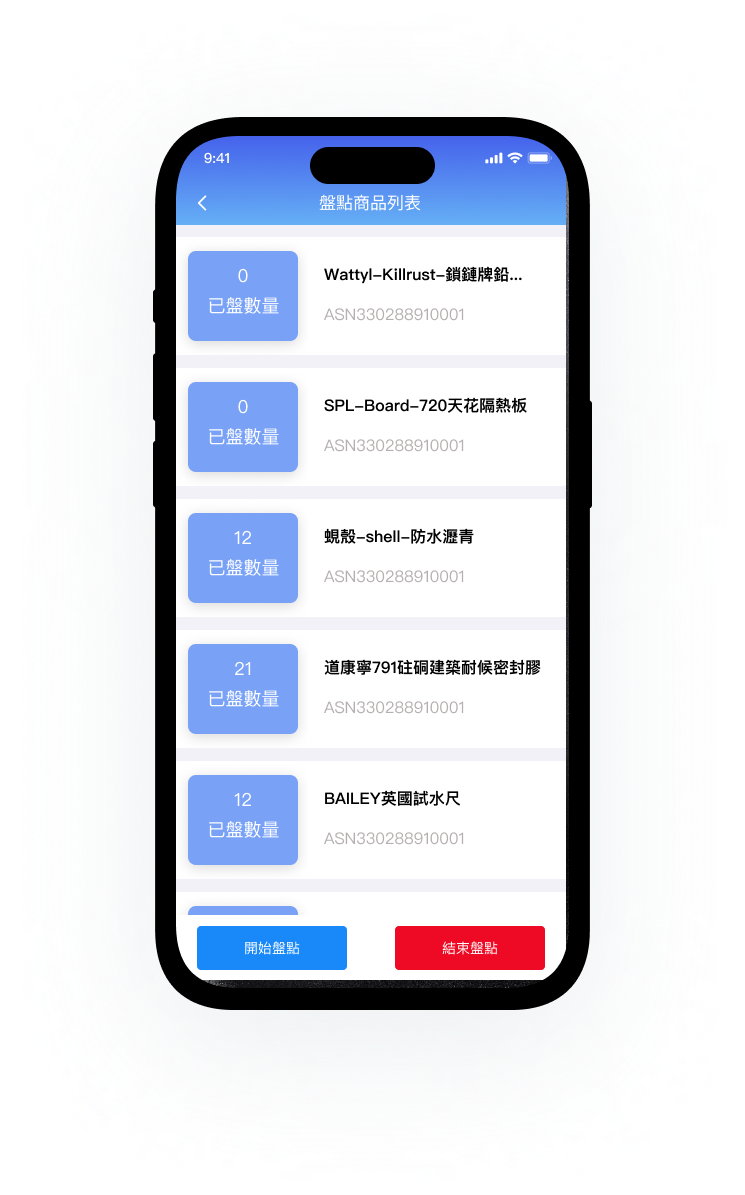 9:41
盤點商品列表
0
已盤數量
Wattyl-Killrust-鎖鏈牌鉛...
ASN330288910001
0
已盤數量
SPL-Board-720天花隔熱板
ASN330288910001
12
已盤數量
蜆殼-shell-防水瀝青
ASN330288910001
21
已盤數量
道康寧791硅硐建築耐候密封膠
ASN330288910001
12
已盤數量
BAILEY英國試水尺
ASN330288910001
開始盤點
結束盤點